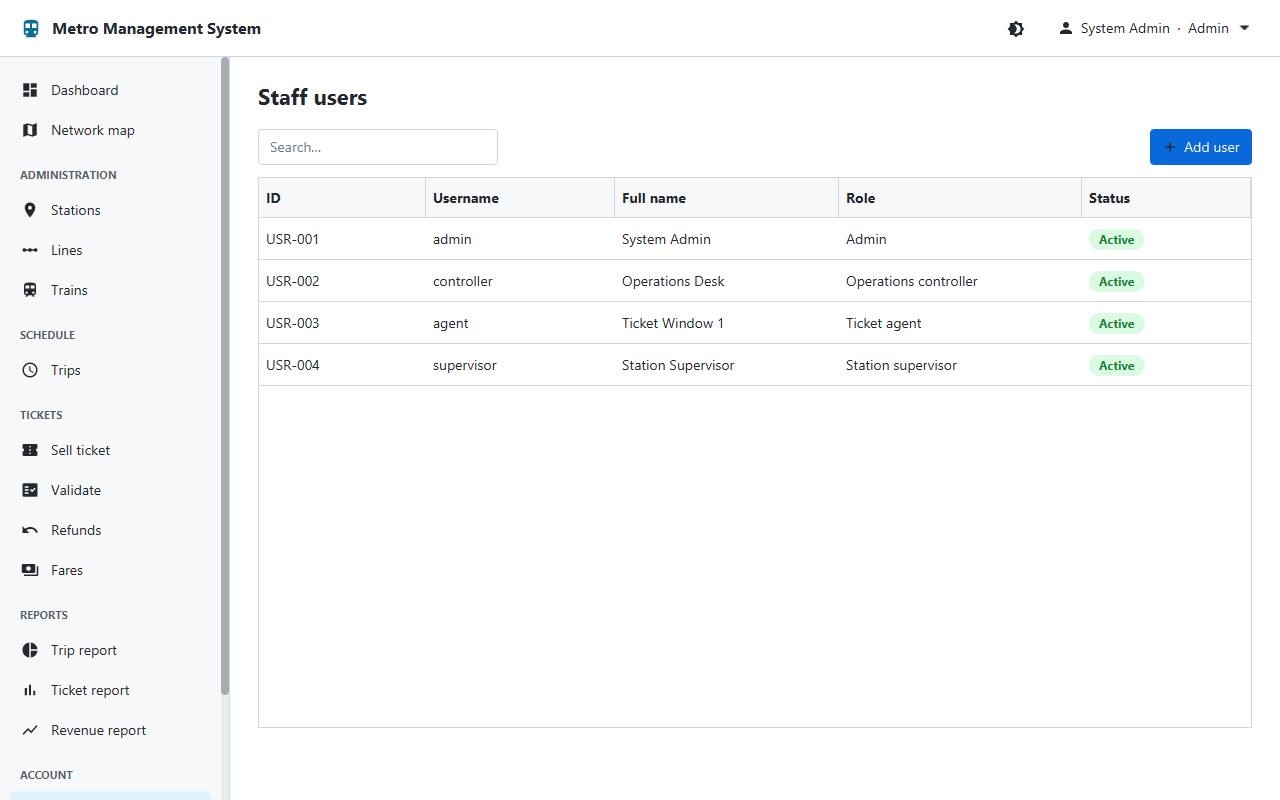 Metro Management System
System Admin · Admin
Dashboard
Network map
ADMINISTRATION
Stations
Lines
Trains
SCHEDULE
Trips
TICKETS
Sell ticket
Validate
Refunds
Fares
REPORTS
Trip report
Ticket report
Revenue report
ACCOUNT
Staff users
Search...
Add user
ID Username Full name Role Status
USR-001 admin System Admin Admin Active
USR-002 controller Operations Desk Operations controller Active
USR-003 agent Ticket Window 1 Ticket agent Active
USR-004 supervisor Station Supervisor Station supervisor Active